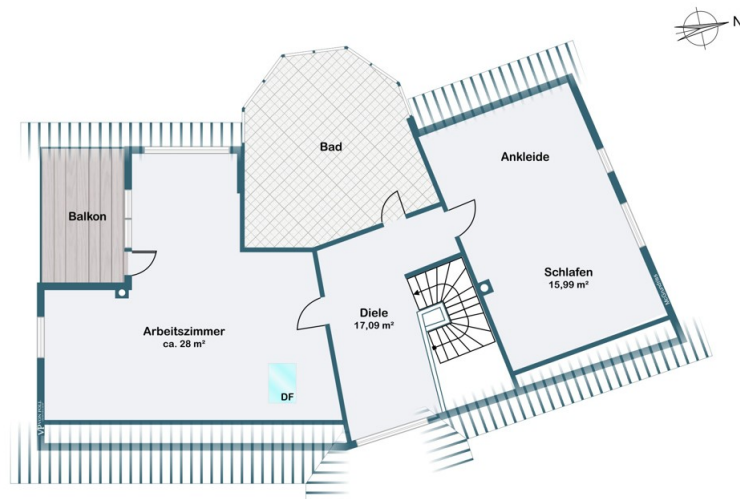 N
Bad
Ankleide
Balkon
Schlafen
15,99 m²
Diele
17,09 m²
Arbeitszimmer
ca. 28 m²
DF